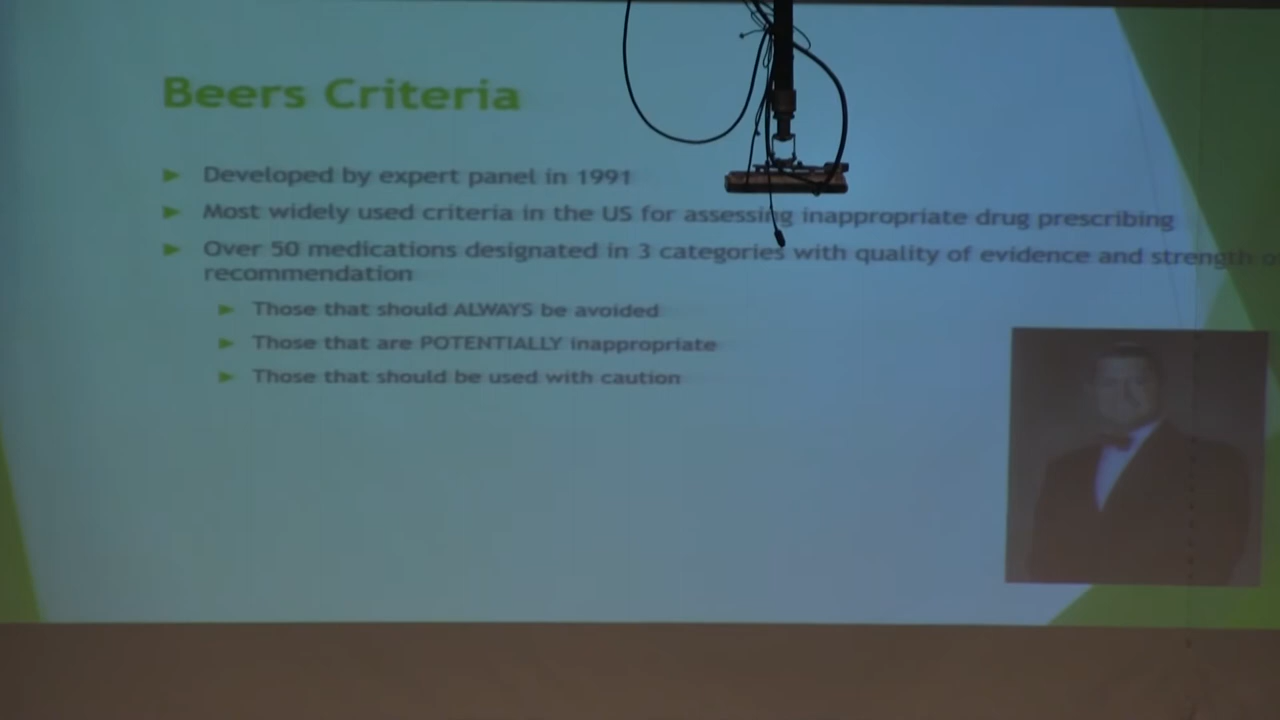 Beers Criteria
Developed by expert panel in 1991
Most widely used criteria in the US for assessing inappropriate drug prescribing
Over 50 medications designated in 3 categories with quality of evidence and strength
recommendation
Those that should ALWAYS be avoided
Those that are POTENTIALLY inappropriate
Those that should be used with caution